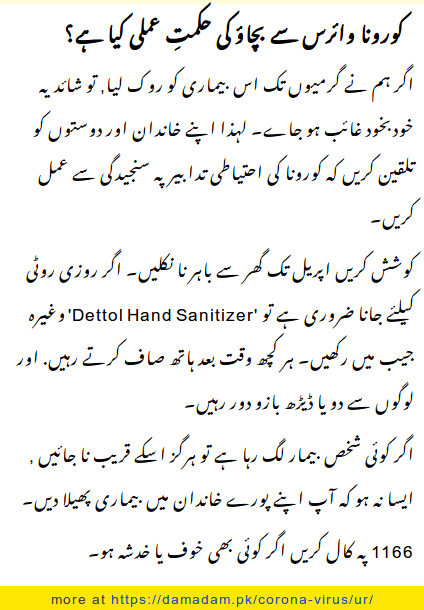 کورونا وائرس سے بچاؤ کی حکمتِ عملی کیا ہے؟
اگر ہم نے گرمیوں تک اس بیماری کو روک لیا, تو شائد یہ
خودبخود غائب ہو جاے۔ لہذا اپنے خاندان اور دوستوں کو
تلقین کریں کہ کورونا کی احتیاطی تدابیر پہ سنجیدگی سے عمل
کریں۔
کوشش کریں اپریل تک گھر سے باہر نا نکلیں۔ اگر روزی روٹی
کیلئے جانا ضروری ہے تو 'Dettol Hand Sanitizer' وغیرہ
جیب میں رکھیں۔ ہر کچھ وقت بعد ہاتھ صاف کرتے رہیں. اور
لوگوں سے دو یا ڈیڑھ بازو دور رہیں۔
اگر کوئی شخص بیمار لگ رہا ہے تو ہرگز اسکے قریب نا جائیں ,
ایسا نہ ہو کہ آپ اپنے پورے خاندان میں بیماری پھیلا دیں۔
1166 پہ کال کریں اگر کوئی بھی خوف یا خدشہ ہو۔
more at https://damadam.pk/corona-virus/ur/